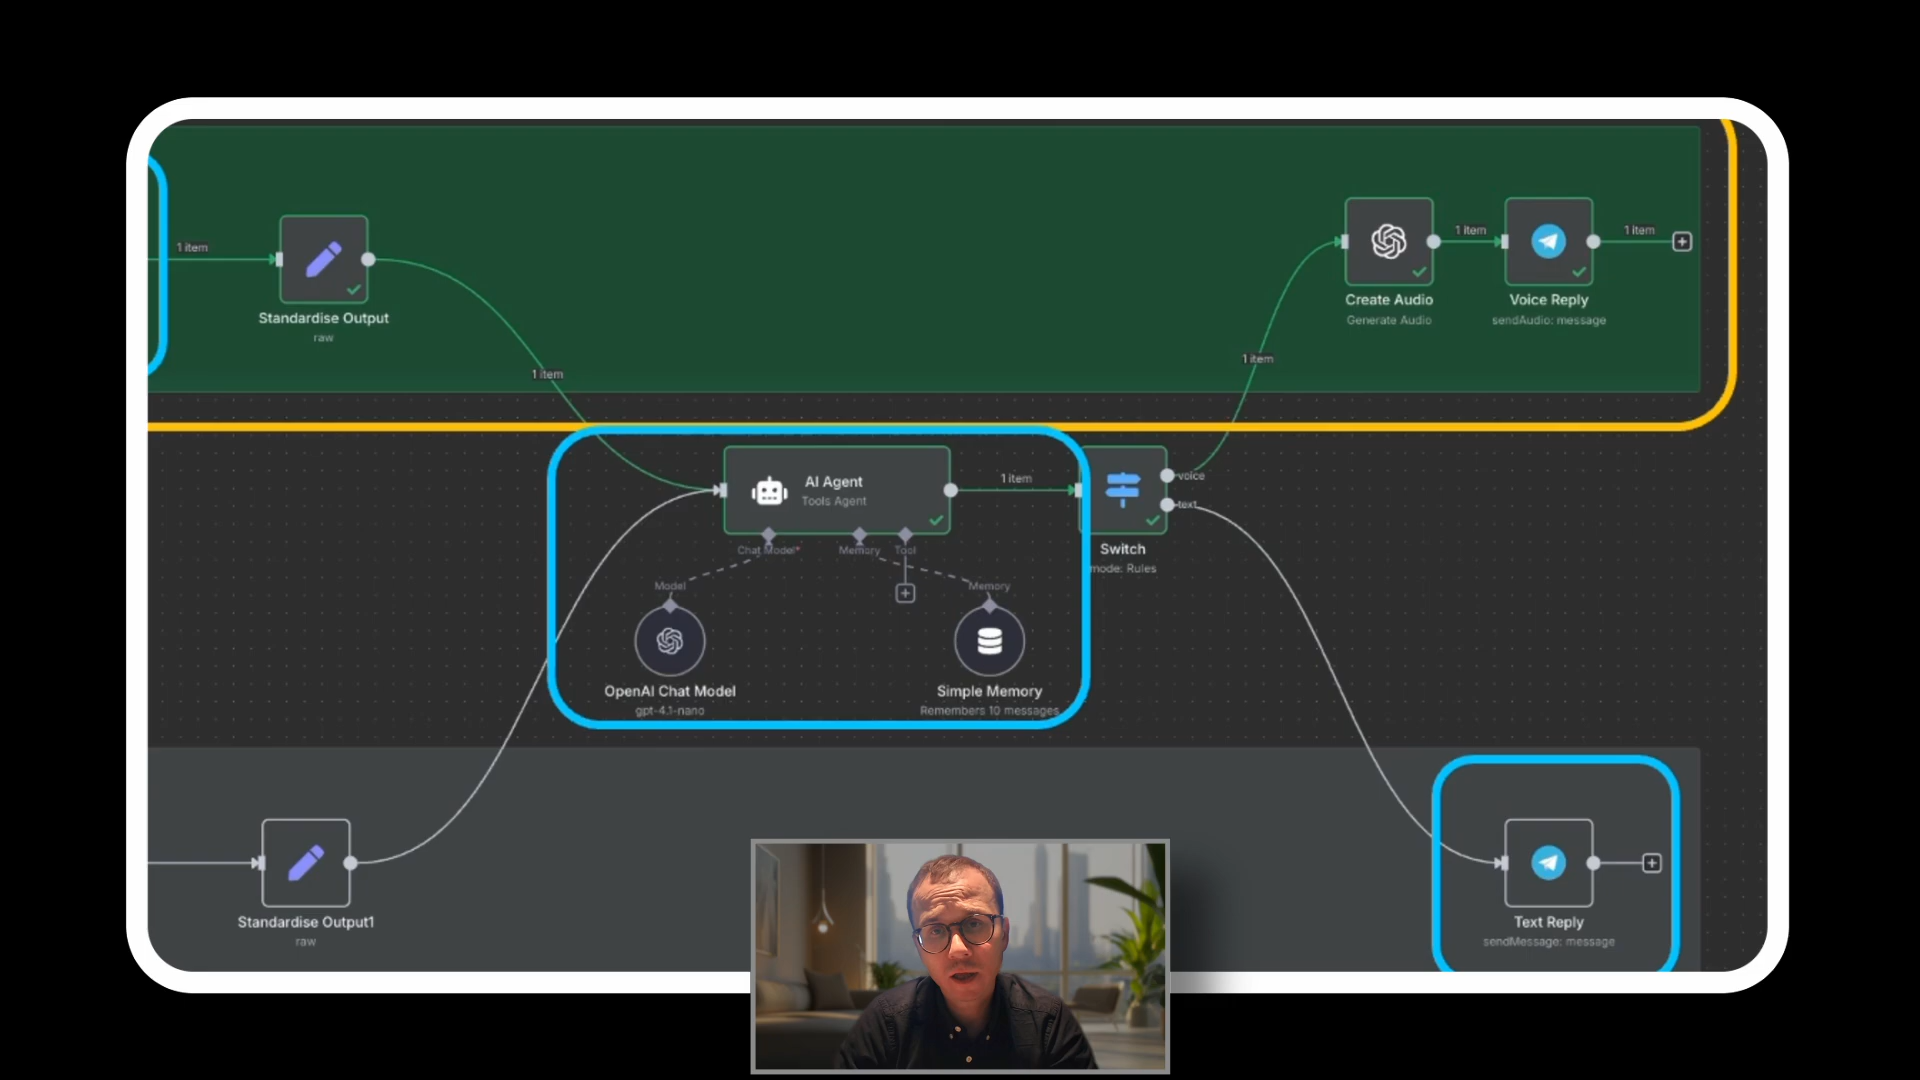 1 item
Standardise Output
raw
1 item
1 item
Create Audio
Generate Audio
1 item
Voice Reply
sendAudio: message
1 item
AI Agent
Tools Agent
Chat Model*
Memory
Tool
1 item
voice
text
Switch
mode: Rules
Model
OpenAI Chat Model
gpt-4.1-nano
Memory
Simple Memory
Remembers 10 messages
Standardise Output1
raw
Text Reply
sendMessage: message